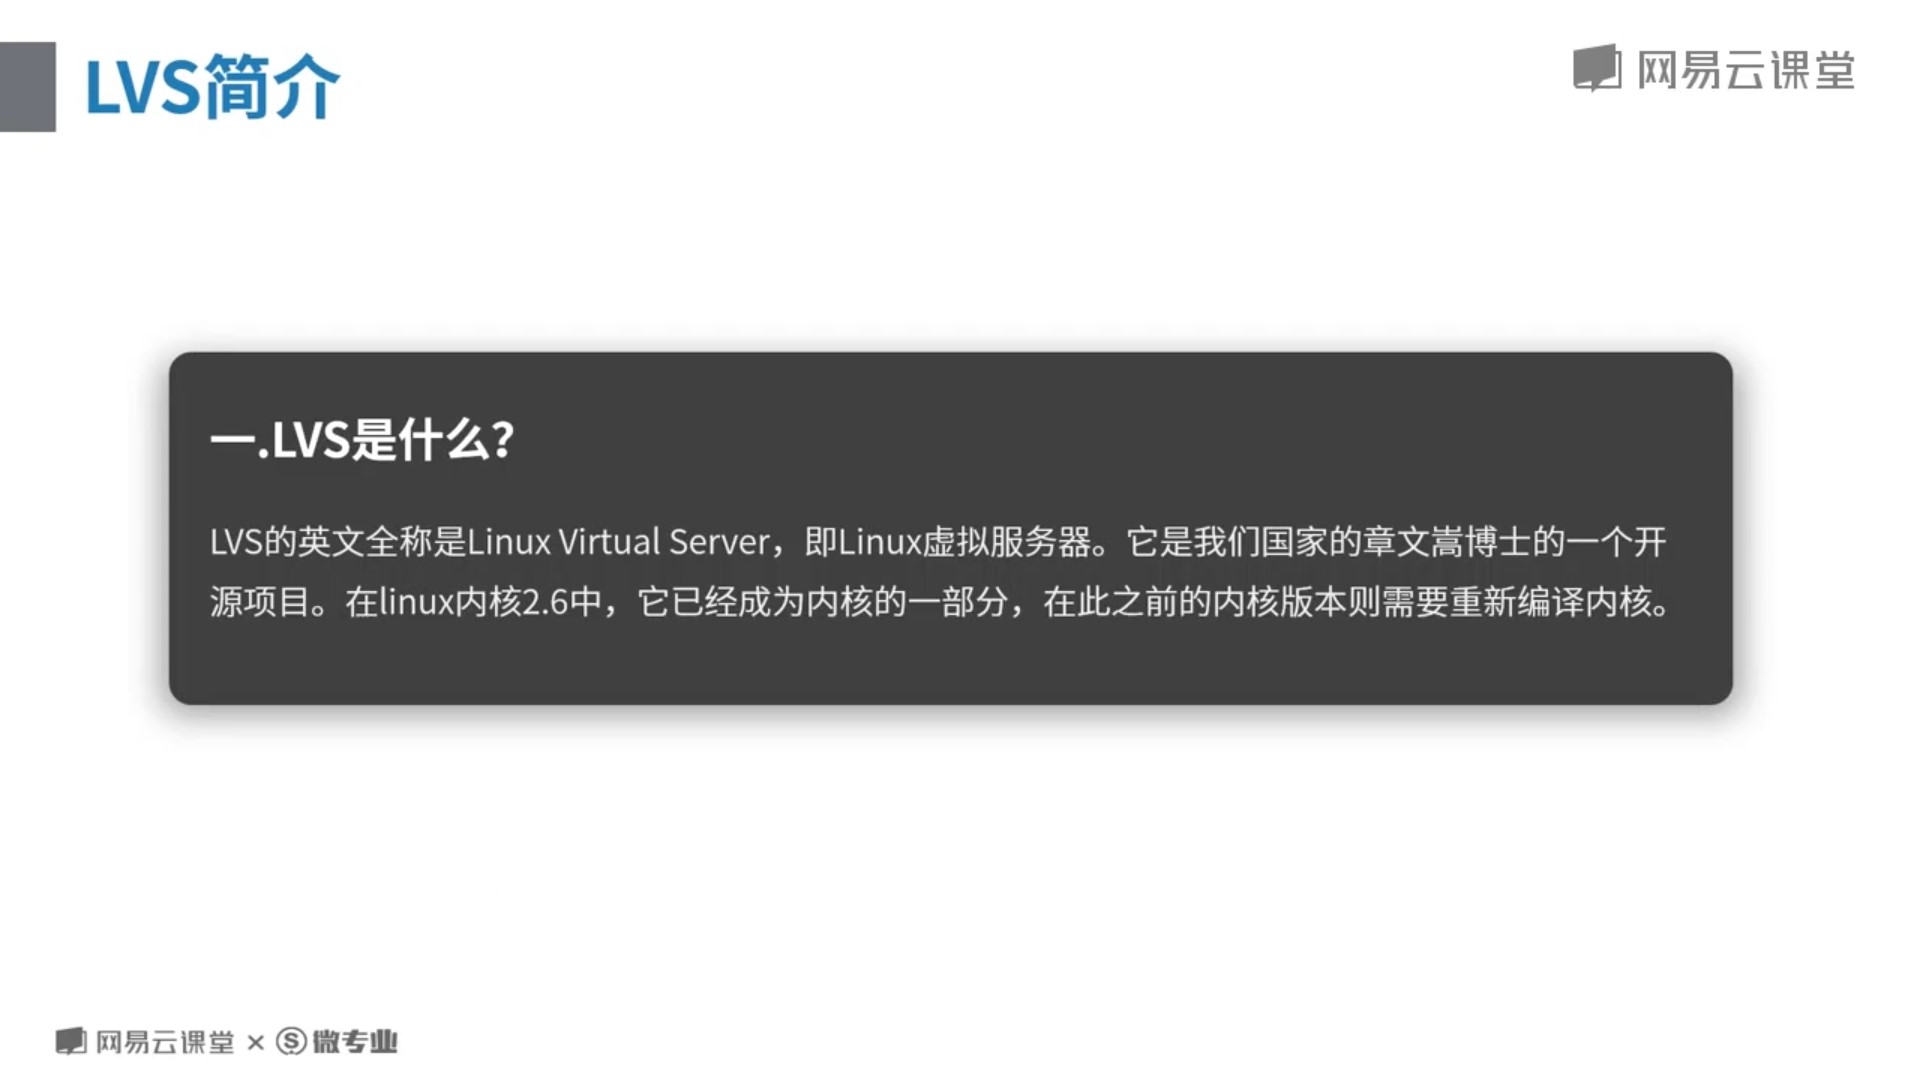 LVS简介
网易云课堂
一.LVS是什么?
LVS的英文全称是Linux Virtual Server，即Linux虚拟服务器。它是我们国家的章文嵩博士的一个开
源项目。在linux内核2.6中，它已经成为内核的一部分，在此之前的内核版本则需要重新编译内核。
网易云课堂 × 微专业